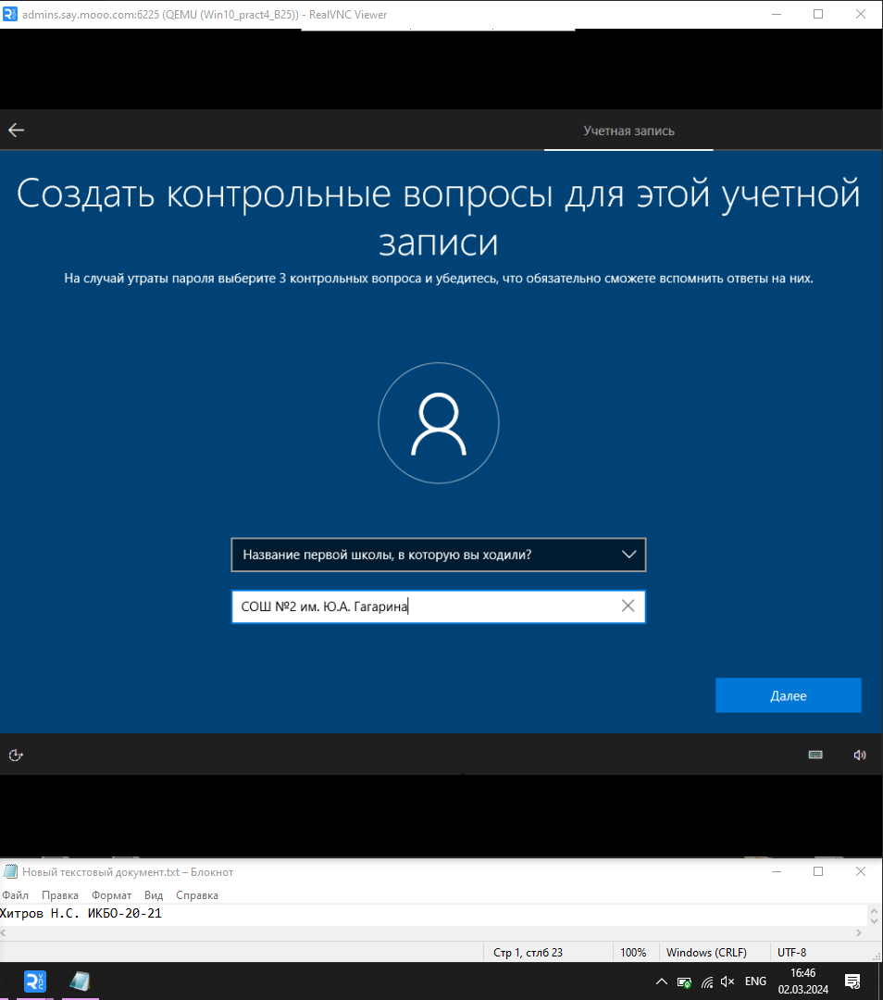 admins.say.mooo.com:6225 (QEMU (Win10_pract4_B25)) - RealVNC Viewer
Учетная запись
Создать контрольные вопросы для этой учетной
записи
На случай утраты пароля выберите 3 контрольных вопроса и убедитесь, что обязательно сможете вспомнить ответы на них.
Название первой школы, в которую вы ходили?
СОШ №2 им. Ю.А. Гагарина
Далее
Новый текстовый документ.txt – Блокнот
Файл Правка Формат Вид Справка
Хитров Н.С. ИКБО-20-21
Стр 1, стлб 23 100% Windows (CRLF) UTF-8
ENG 16:46
02.03.2024